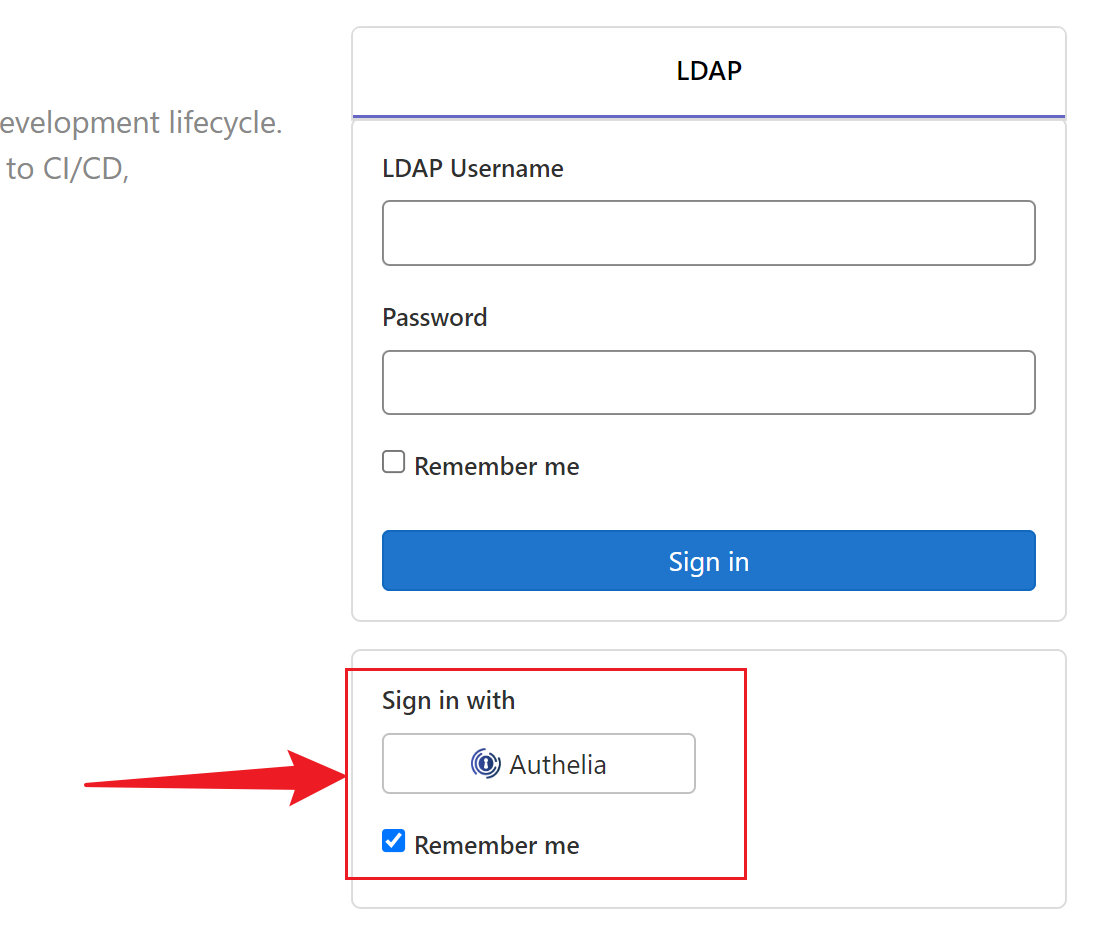 evelopment lifecycle.
to CI/CD,
LDAP
LDAP Username
Password
Remember me
Sign in
Sign in with
Authelia
Remember me